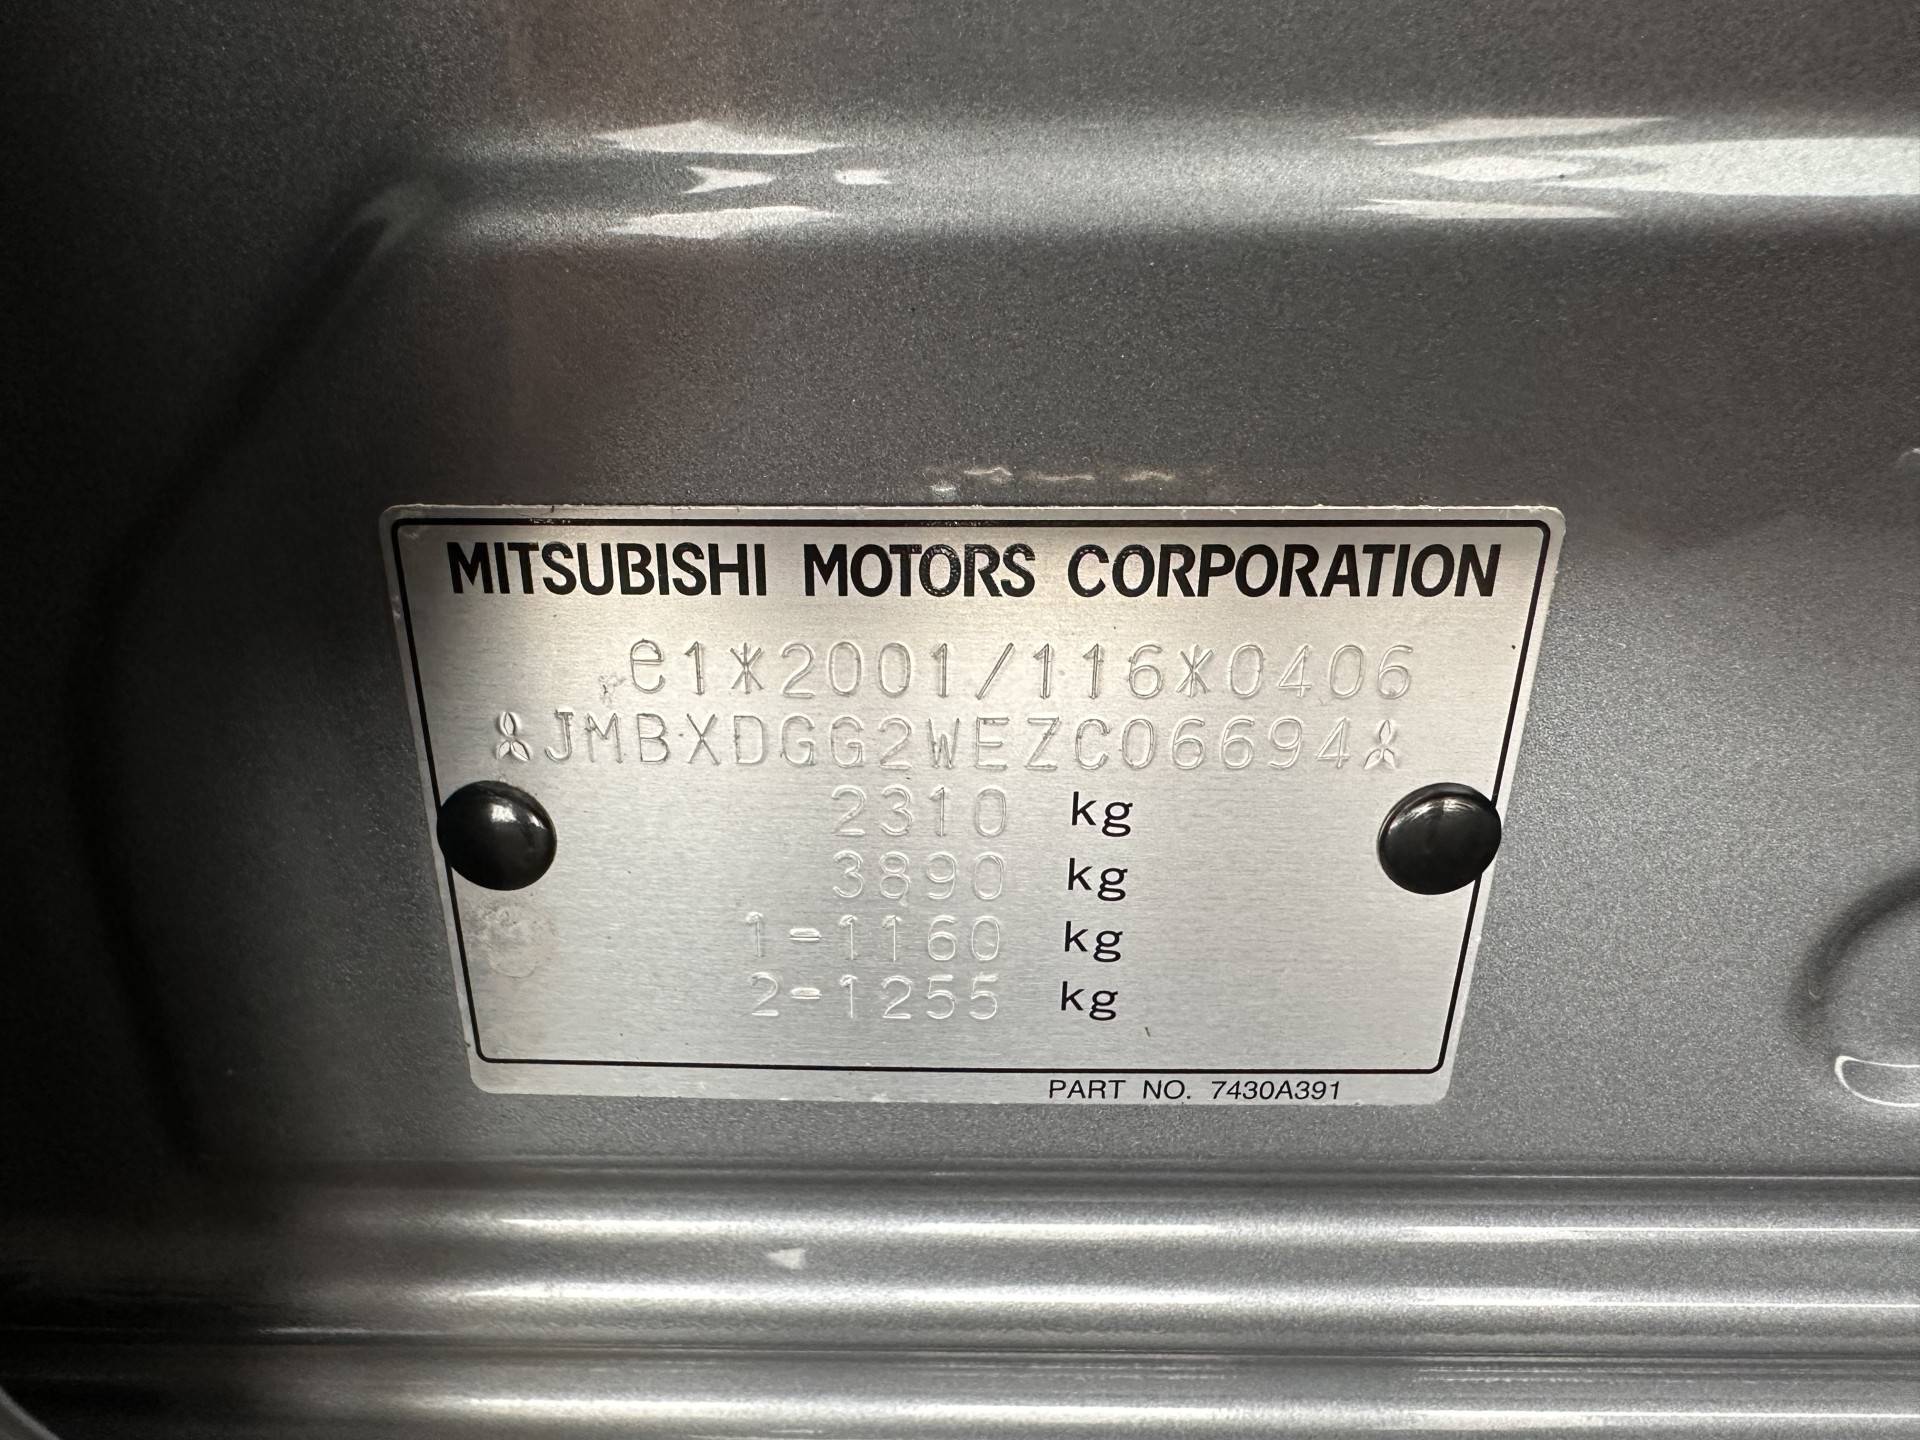 MITSUBISHI MOTORS CORPORATION
e1*2001/116*0406
JMBXDGG2WEZC06694
2310 kg
3890 kg
1-1160 kg
2-1255 kg
PART NO. 7430A391